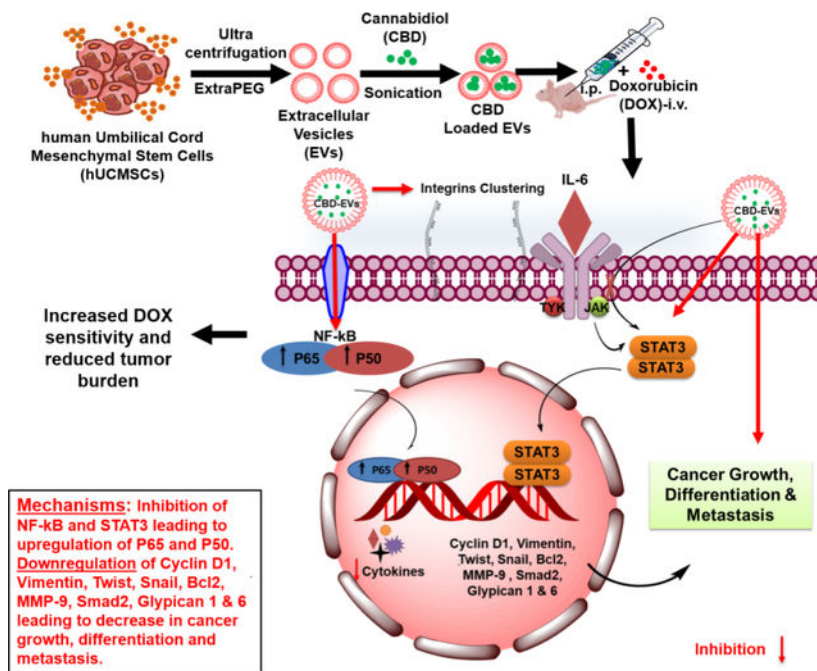 Ultra
centrifugation
ExtraPEG
Cannabidiol
(CBD)
Sonication
human Umbilical Cord
Mesenchymal Stem Cells
(hUCMSCs)
Extracellular
Vesicles
(EVs)
CBD
Loaded EVs
i.p.
+
Doxorubicin
(DOX)-i.v.
CBD-EVs
Integrins Clustering
IL-6
CBD-EVs
TYK
JAK
STAT3
STAT3
Increased DOX
sensitivity and
reduced tumor
burden
NF-kB
P65
P50
P65
P50
STAT3
STAT3
Cytokines
Cyclin D1, Vimentin,
Twist, Snail, Bcl2,
MMP-9 , Smad2,
Glypican 1 & 6
Cancer Growth,
Differentiation &
Metastasis
Mechanisms: Inhibition of
NF-kB and STAT3 leading to
upregulation of P65 and P50.
Downregulation of Cyclin D1,
Vimentin, Twist, Snail, Bcl2,
MMP-9, Smad2, Glypican 1 & 6
leading to decrease in cancer
growth, differentiation and
metastasis.
Inhibition